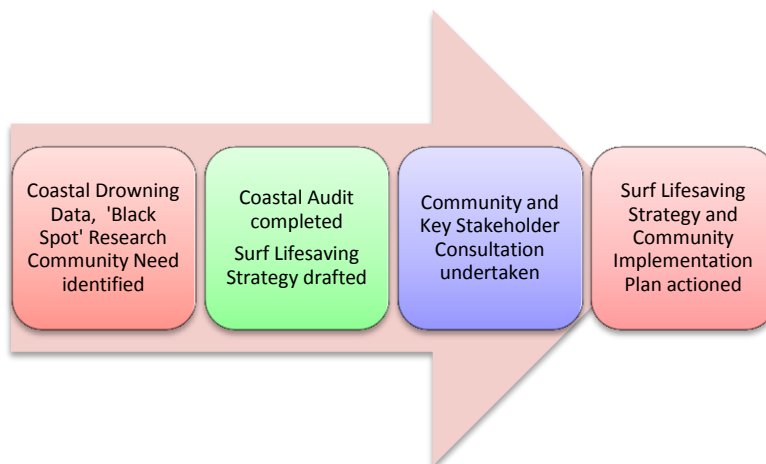 Coastal Drowning
Data, 'Black
Spot' Research
Community Need
identified
Coastal Audit
completed
Surf Lifesaving
Strategy drafted
Community and
Key Stakeholder
Consultation
undertaken
Surf Lifesaving
Strategy and
Community
Implementation
Plan actioned